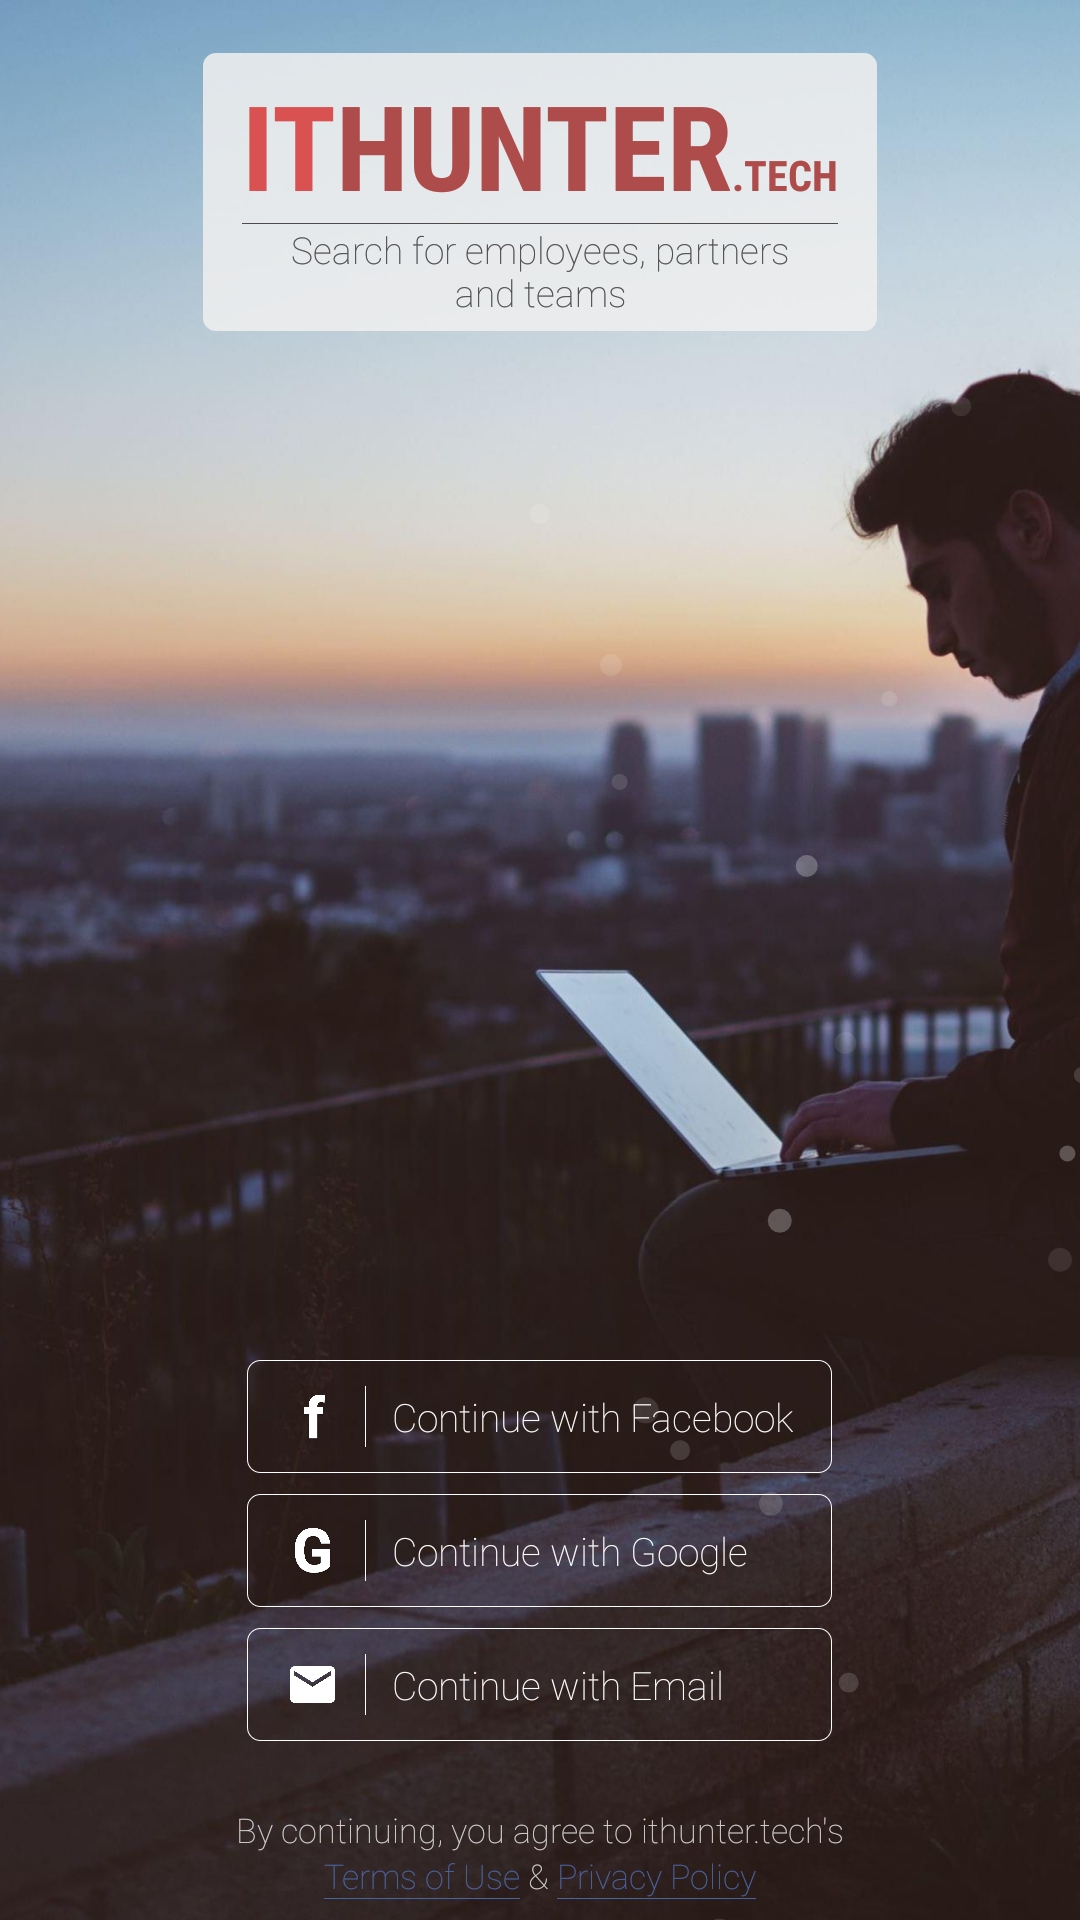 ITHUNTER.TECH
Search for employees, partners
and teams
f Continue with Facebook
G Continue with Google
Continue with Email
By continuing, you agree to ithunter.tech's
Terms of Use & Privacy Policy